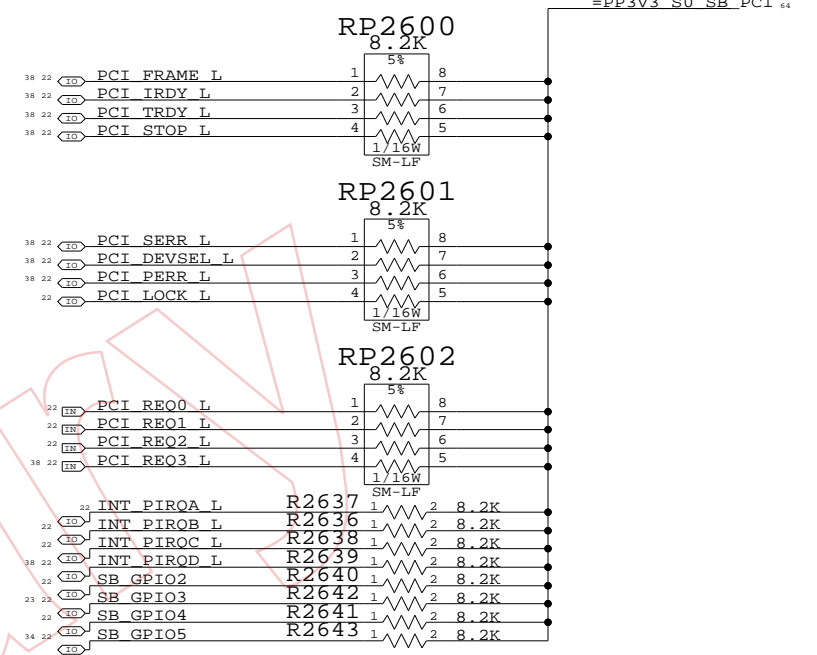 =PP3V3_S0_SB_PCI 64
RP2600
8.2K
5%
38 22 IO PCI_FRAME_L 1 8
38 22 IO PCI_IRDY_L 2 7
38 22 IO PCI_TRDY_L 3 6
38 22 IO PCI_STOP_L 4 5
1/16W
SM-LF
RP2601
8.2K
5%
38 22 IO PCI_SERR_L 1 8
38 22 IO PCI_DEVSEL_L 2 7
38 22 IO PCI_PERR_L 3 6
22 IO PCI_LOCK_L 4 5
1/16W
SM-LF
RP2602
8.2K
5%
22 IN PCI_REQ0_L 1 8
22 IN PCI_REQ1_L 2 7
22 IN PCI_REQ2_L 3 6
38 22 IN PCI_REQ3_L 4 5
1/16W
SM-LF
22 IO INT_PIRQA_L R2637 1 2 8.2K
22 IO INT_PIRQB_L R2636 1 2 8.2K
22 IO INT_PIRQC_L R2638 1 2 8.2K
38 22 IO INT_PIRQD_L R2639 1 2 8.2K
22 IO SB_GPIO2 R2640 1 2 8.2K
23 22 IO SB_GPIO3 R2642 1 2 8.2K
22 IO SB_GPIO4 R2641 1 2 8.2K
34 22 IO SB_GPIO5 R2643 1 2 8.2K